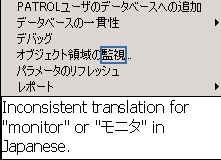 PATROLユーザのデータベースへの追加
データベースの一貫性
デバッグ
オブジェクト領域の監視...
パラメータのリフレッシュ
レポート
Inconsistent translation for
"monitor" or "モニタ" in
Japanese.